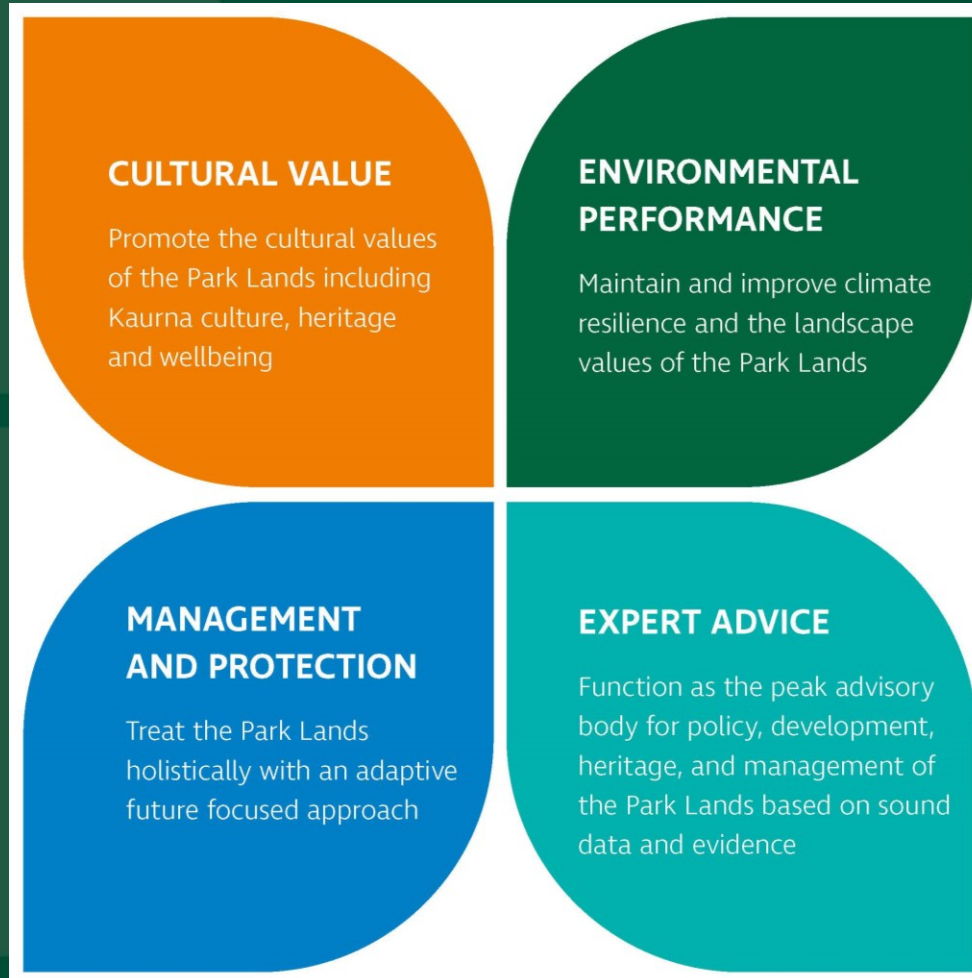 CULTURAL VALUE
Promote the cultural values
of the Park Lands including
Kaurna culture, heritage
and wellbeing
ENVIRONMENTAL
PERFORMANCE
Maintain and improve climate
resilience and the landscape
values of the Park Lands
MANAGEMENT
AND PROTECTION
Treat the Park Lands
holistically with an adaptive
future focused approach
EXPERT ADVICE
Function as the peak advisory
body for policy, development,
heritage, and management of
the Park Lands based on sound
data and evidence